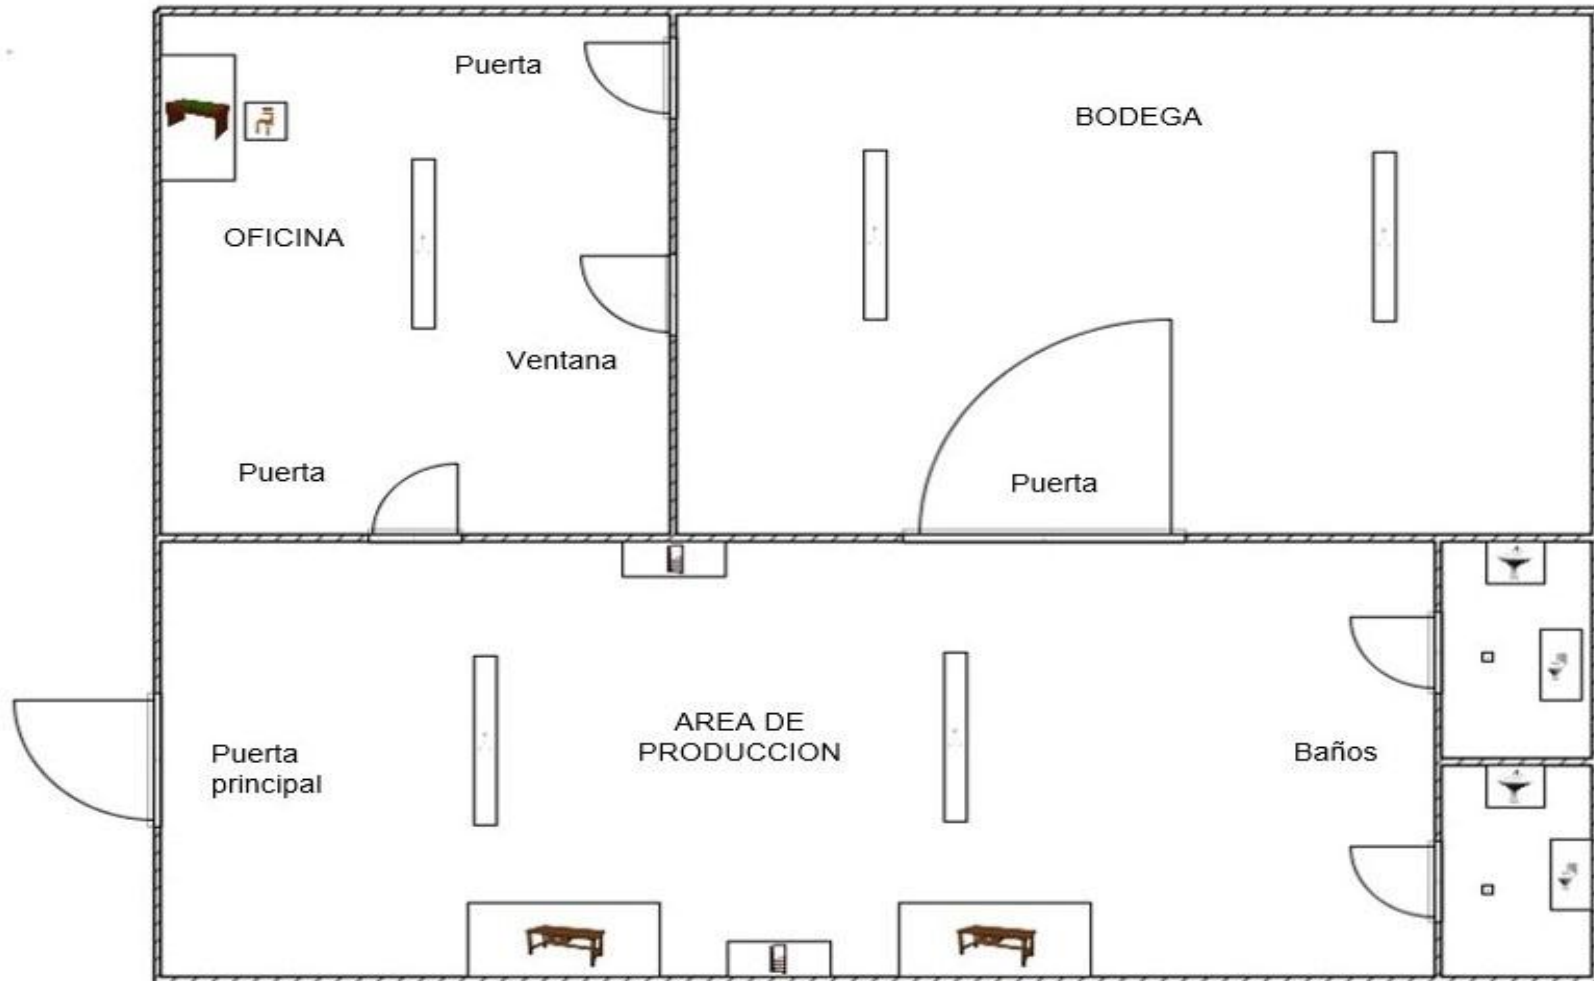 Puerta
BODEGA
OFICINA
Ventana
Puerta
Puerta
AREA DE
PRODUCCION
Puerta
principal
Baños